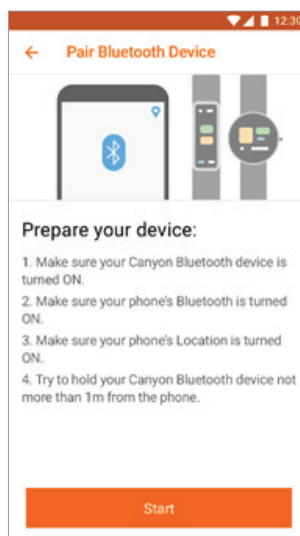 12:30
Pair Bluetooth Device
Prepare your device:
1. Make sure your Canyon Bluetooth device is
turned ON.
2. Make sure your phone's Bluetooth is turned
ON.
3. Make sure your phone's Location is turned
ON.
4. Try to hold your Canyon Bluetooth device not
more than 1m from the phone.
Start